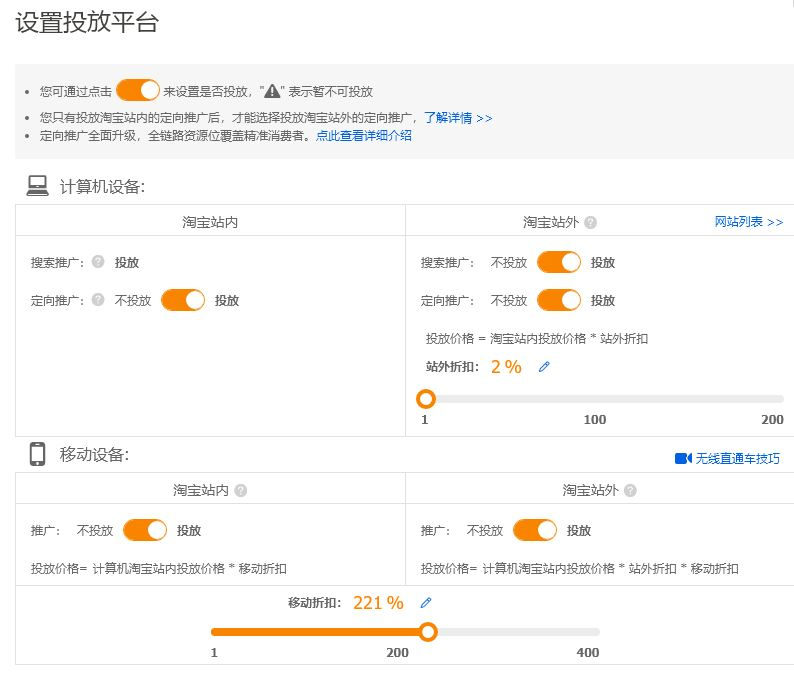 设置投放平台
您可通过点击 来设置是否投放，"⚠" 表示暂不可投放
您只有投放淘宝站内的定向推广后，才能选择投放淘宝站外的定向推广，了解详情 >>
定向推广全面升级，全链路资源位覆盖精准消费者。点此查看详细介绍
计算机设备:
淘宝站内
淘宝站外 ? 网站列表 >>
搜索推广: ? 投放
定向推广: ? 不投放 投放
搜索推广: 不投放 投放
定向推广: 不投放 投放
投放价格 = 淘宝站内投放价格 * 站外折扣
站外折扣: 2 %
1 100 200
移动设备:
无线直通车技巧
淘宝站内 ?
淘宝站外 ?
推广: 不投放 投放
投放价格= 计算机淘宝站内投放价格 * 移动折扣
推广: 不投放 投放
投放价格= 计算机淘宝站内投放价格 * 站外折扣 * 移动折扣
移动折扣: 221 %
1 200 400